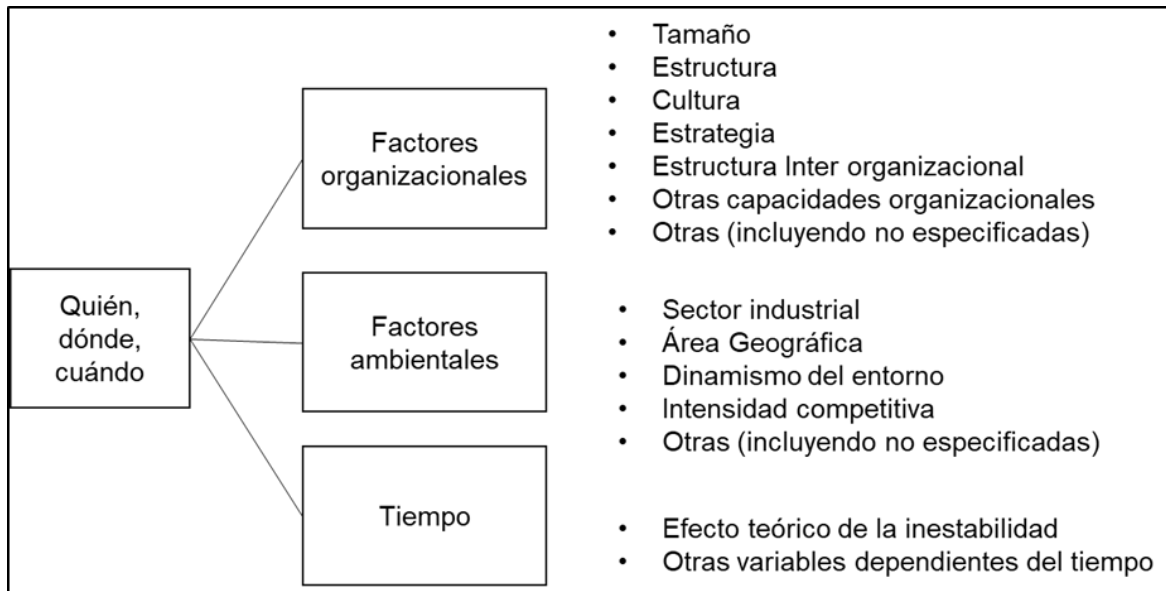 Quién,
dónde,
cuándo
Factores
organizacionales
• Tamaño
• Estructura
• Cultura
• Estrategia
• Estructura Inter organizacional
• Otras capacidades organizacionales
• Otras (incluyendo no especificadas)
Factores
ambientales
• Sector industrial
• Área Geográfica
• Dinamismo del entorno
• Intensidad competitiva
• Otras (incluyendo no especificadas)
Tiempo
• Efecto teórico de la inestabilidad
• Otras variables dependientes del tiempo